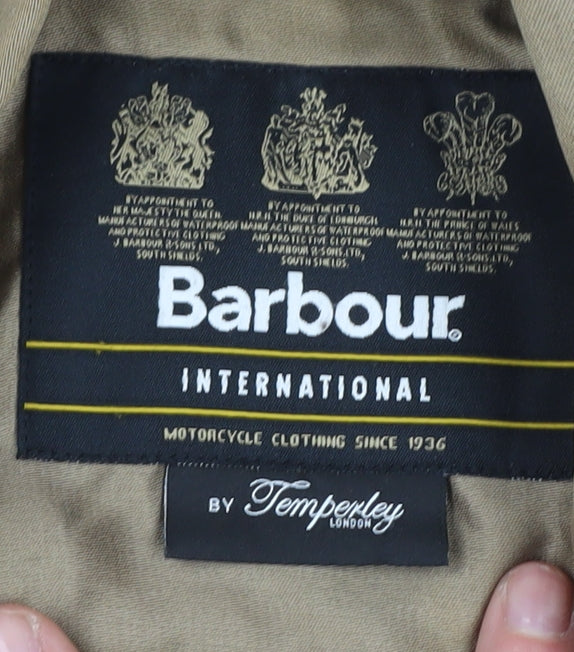 BY APPOINTMENT TO
HER MAJESTY THE QUEEN
MANUFACTURERS OF WATERPROOF
AND PROTECTIVE CLOTHING
J. BARBOUR & SONS LTD,
SOUTH SHIELDS.
BY APPOINTMENT TO
H.R.H. THE DUKE OF EDINBURGH
MANUFACTURERS OF WATERPROOF
AND PROTECTIVE CLOTHING
J. BARBOUR & SONS, LTD,
SOUTH SHIELDS.
BY APPOINTMENT TO
H.R.H. THE PRINCE OF WALES
MANUFACTURERS OF WATERPROOF
AND PROTECTIVE CLOTHING
J. BARBOUR & SONS LTD,
SOUTH SHIELDS.
Barbour®
INTERNATIONAL
MOTORCYCLE CLOTHING SINCE 1936
BY Temperley
LONDON